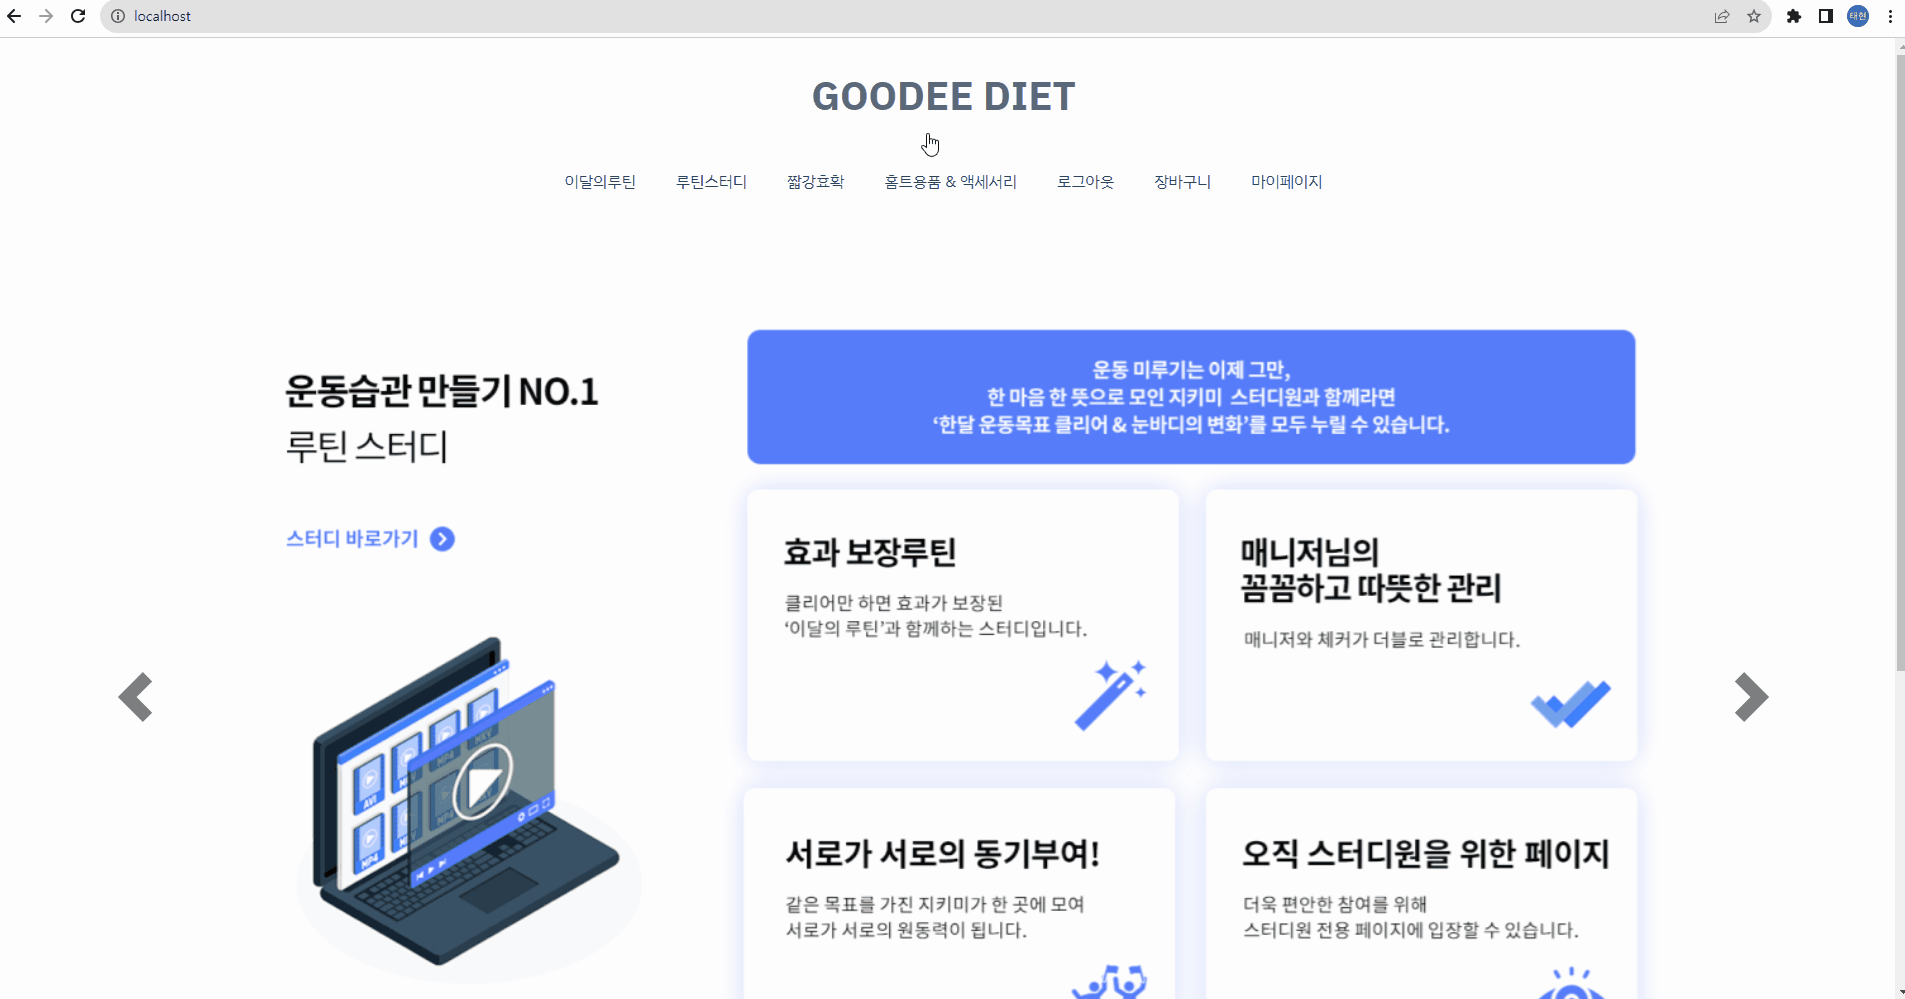 localhost
태현
GOODEE DIET
이달의루틴 루틴스터디 짧강효확 홈트용품 & 액세서리 로그아웃 장바구니 마이페이지
운동습관 만들기 NO.1
루틴 스터디
스터디 바로가기
운동 미루기는 이제 그만,
한 마음 한 뜻으로 모인 지키미 스터디원과 함께라면
‘한달 운동목표 클리어 & 눈바디의 변화’를 모두 누릴 수 있습니다.
효과 보장루틴
클리어만 하면 효과가 보장된
‘이달의 루틴’과 함께하는 스터디입니다.
매니저님의
꼼꼼하고 따뜻한 관리
매니저와 체커가 더블로 관리합니다.
AVI
MP4
서로가 서로의 동기부여!
같은 목표를 가진 지키미가 한 곳에 모여
서로가 서로의 원동력이 됩니다.
오직 스터디원을 위한 페이지
더욱 편안한 참여를 위해
스터디원 전용 페이지에 입장할 수 있습니다.